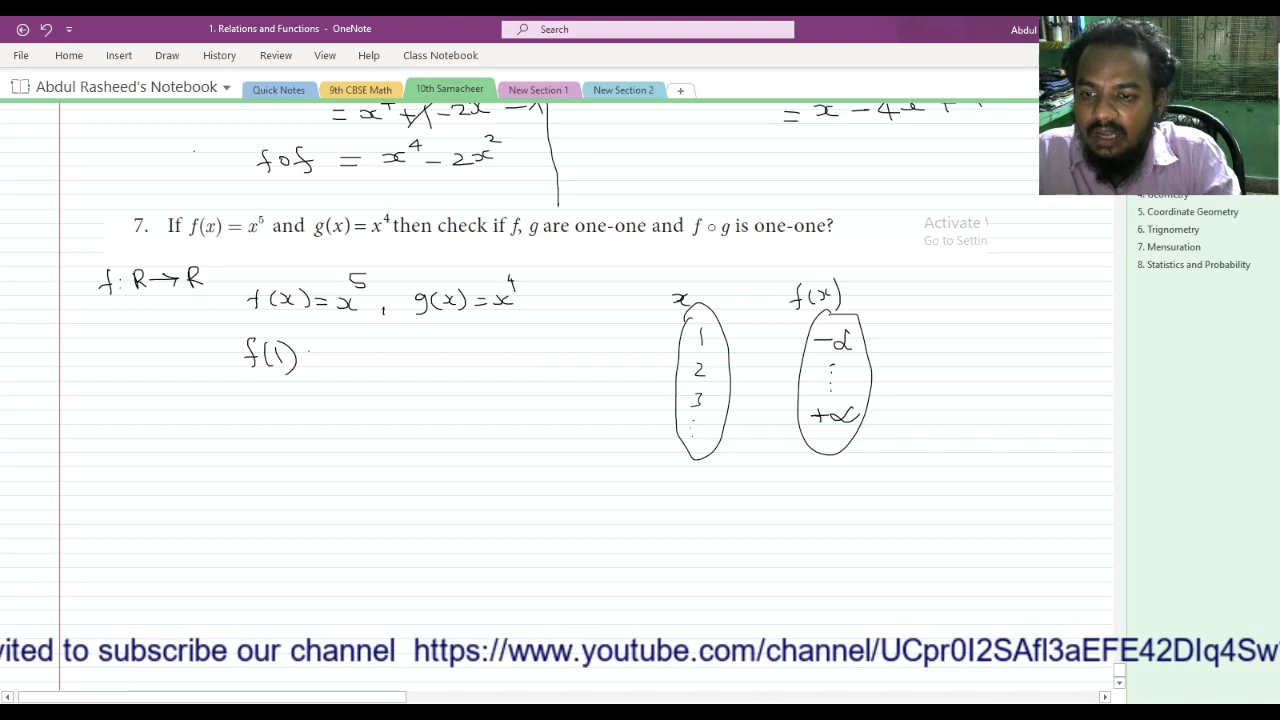 1. Relations and Functions - OneNote
Search
Abdul
File Home Insert Draw History Review View Help Class Notebook
Abdul Rasheed's Notebook
Quick Notes 9th CBSE Math 10th Samacheer New Section 1 New Section 2 +
fof = x⁴ - 2x²
7. If f(x) = x⁵ and g(x) = x⁴ then check if f, g are one-one and f ∘ g is one-one?
Activate
Go to Settin
5. Coordinate Geometry
6. Trignometry
7. Mensuration
8. Statistics and Probability
f: R → R
f(x) = x⁵, g(x) = x⁴
f(1)
x f(x)
1 -α
2 ⋮
3 +α
⋮
vited to subscribe our channel https://www.youtube.com/channel/UCpr0I2SAfl3aEFE42DIq4Sw